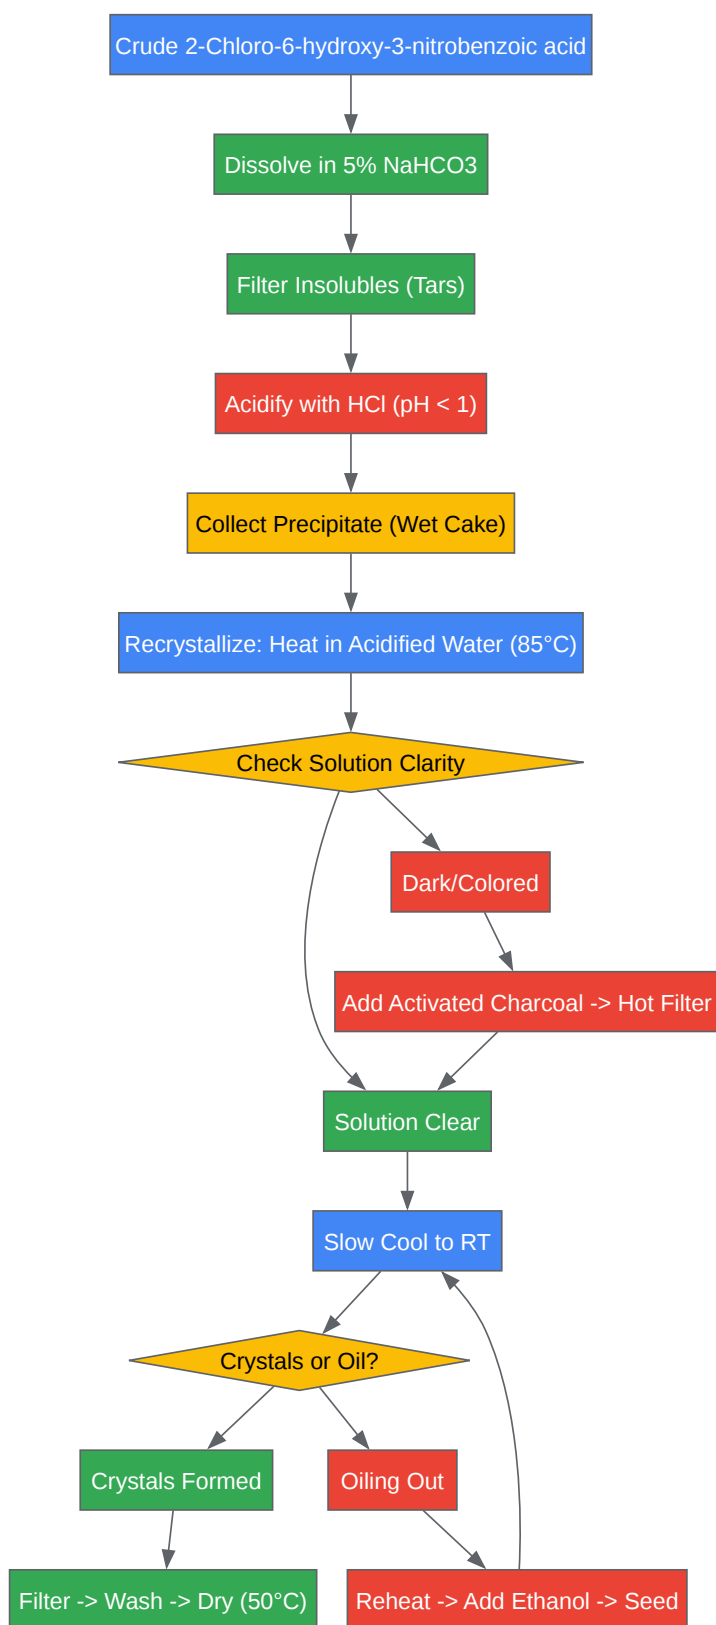 Crude 2-Chloro-6-hydroxy-3-nitrobenzoic acid
Dissolve in 5% NaHCO3
Filter Insolubles (Tars)
Acidify with HCl (pH < 1)
Collect Precipitate (Wet Cake)
Recrystallize: Heat in Acidified Water (85°C)
Check Solution Clarity
Dark/Colored
Add Activated Charcoal -> Hot Filter
Solution Clear
Slow Cool to RT
Crystals or Oil?
Crystals Formed
Oiling Out
Filter -> Wash -> Dry (50°C)
Reheat -> Add Ethanol -> Seed